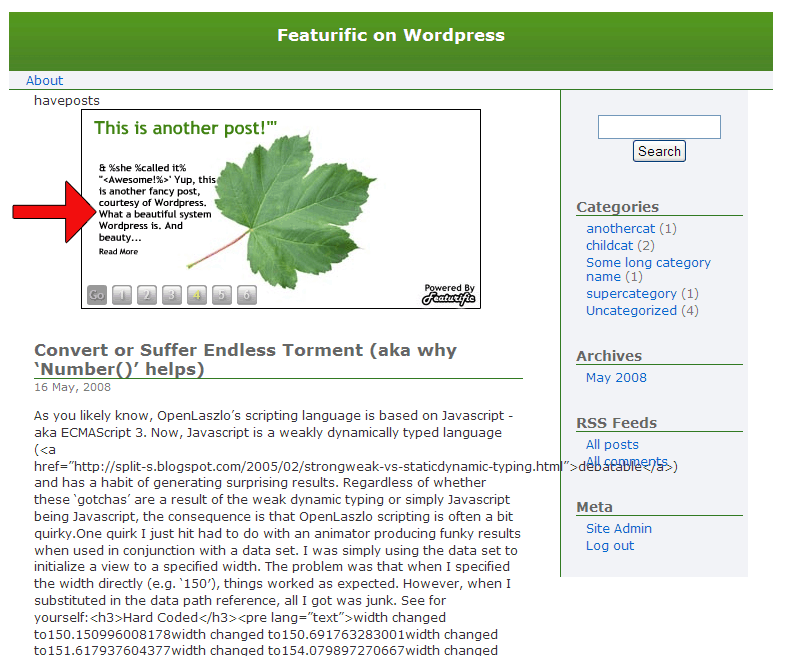 Featurific on Wordpress
About
haveposts
This is another post!'"
& %she %called it%
"<Awesome!%>' Yup, this
is another fancy post,
courtesy of Wordpress.
What a beautiful system
Wordpress is. And
beauty...
Read More
Go 1 2 3 4 5 6
Powered By
Featurific
Convert or Suffer Endless Torment (aka why
‘Number()’ helps)
16 May, 2008
As you likely know, OpenLaszlo’s scripting language is based on Javascript -
aka ECMAScript 3. Now, Javascript is a weakly dynamically typed language
(<a
href=”http://split-s.blogspot.com/2005/02/strongweak-vs-staticdynamic-typing.html”>debatable</a>)
and has a habit of generating surprising results. Regardless of whether
these ‘gotchas’ are a result of the weak dynamic typing or simply Javascript
being Javascript, the consequence is that OpenLaszlo scripting is often a bit
quirky.One quirk I just hit had to do with an animator producing funky results
when used in conjunction with a data set. I was simply using the data set to
initialize a view to a specified width. The problem was that when I specified
the width directly (e.g. ‘150’), things worked as expected. However, when I
substituted in the data path reference, all I got was junk. See for
yourself:<h3>Hard Coded</h3><pre lang=”text”>width changed
to150.150996008178width changed to150.691763283001width changed
to151.617937604377width changed to154.079897270667width changed
Search
Categories
anothercat (1)
childcat (2)
Some long category
name (1)
supercategory (1)
Uncategorized (4)
Archives
May 2008
RSS Feeds
All posts
All comments
Meta
Site Admin
Log out